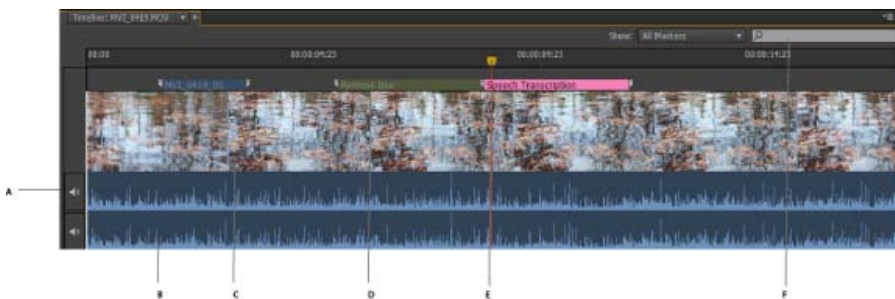 Timeline: MVI_0415.MOV
Show: All Markers
00:00 00:00:04:23 00:00:09:23 00:00:14:23
Speech Transcription
A
B C D E F